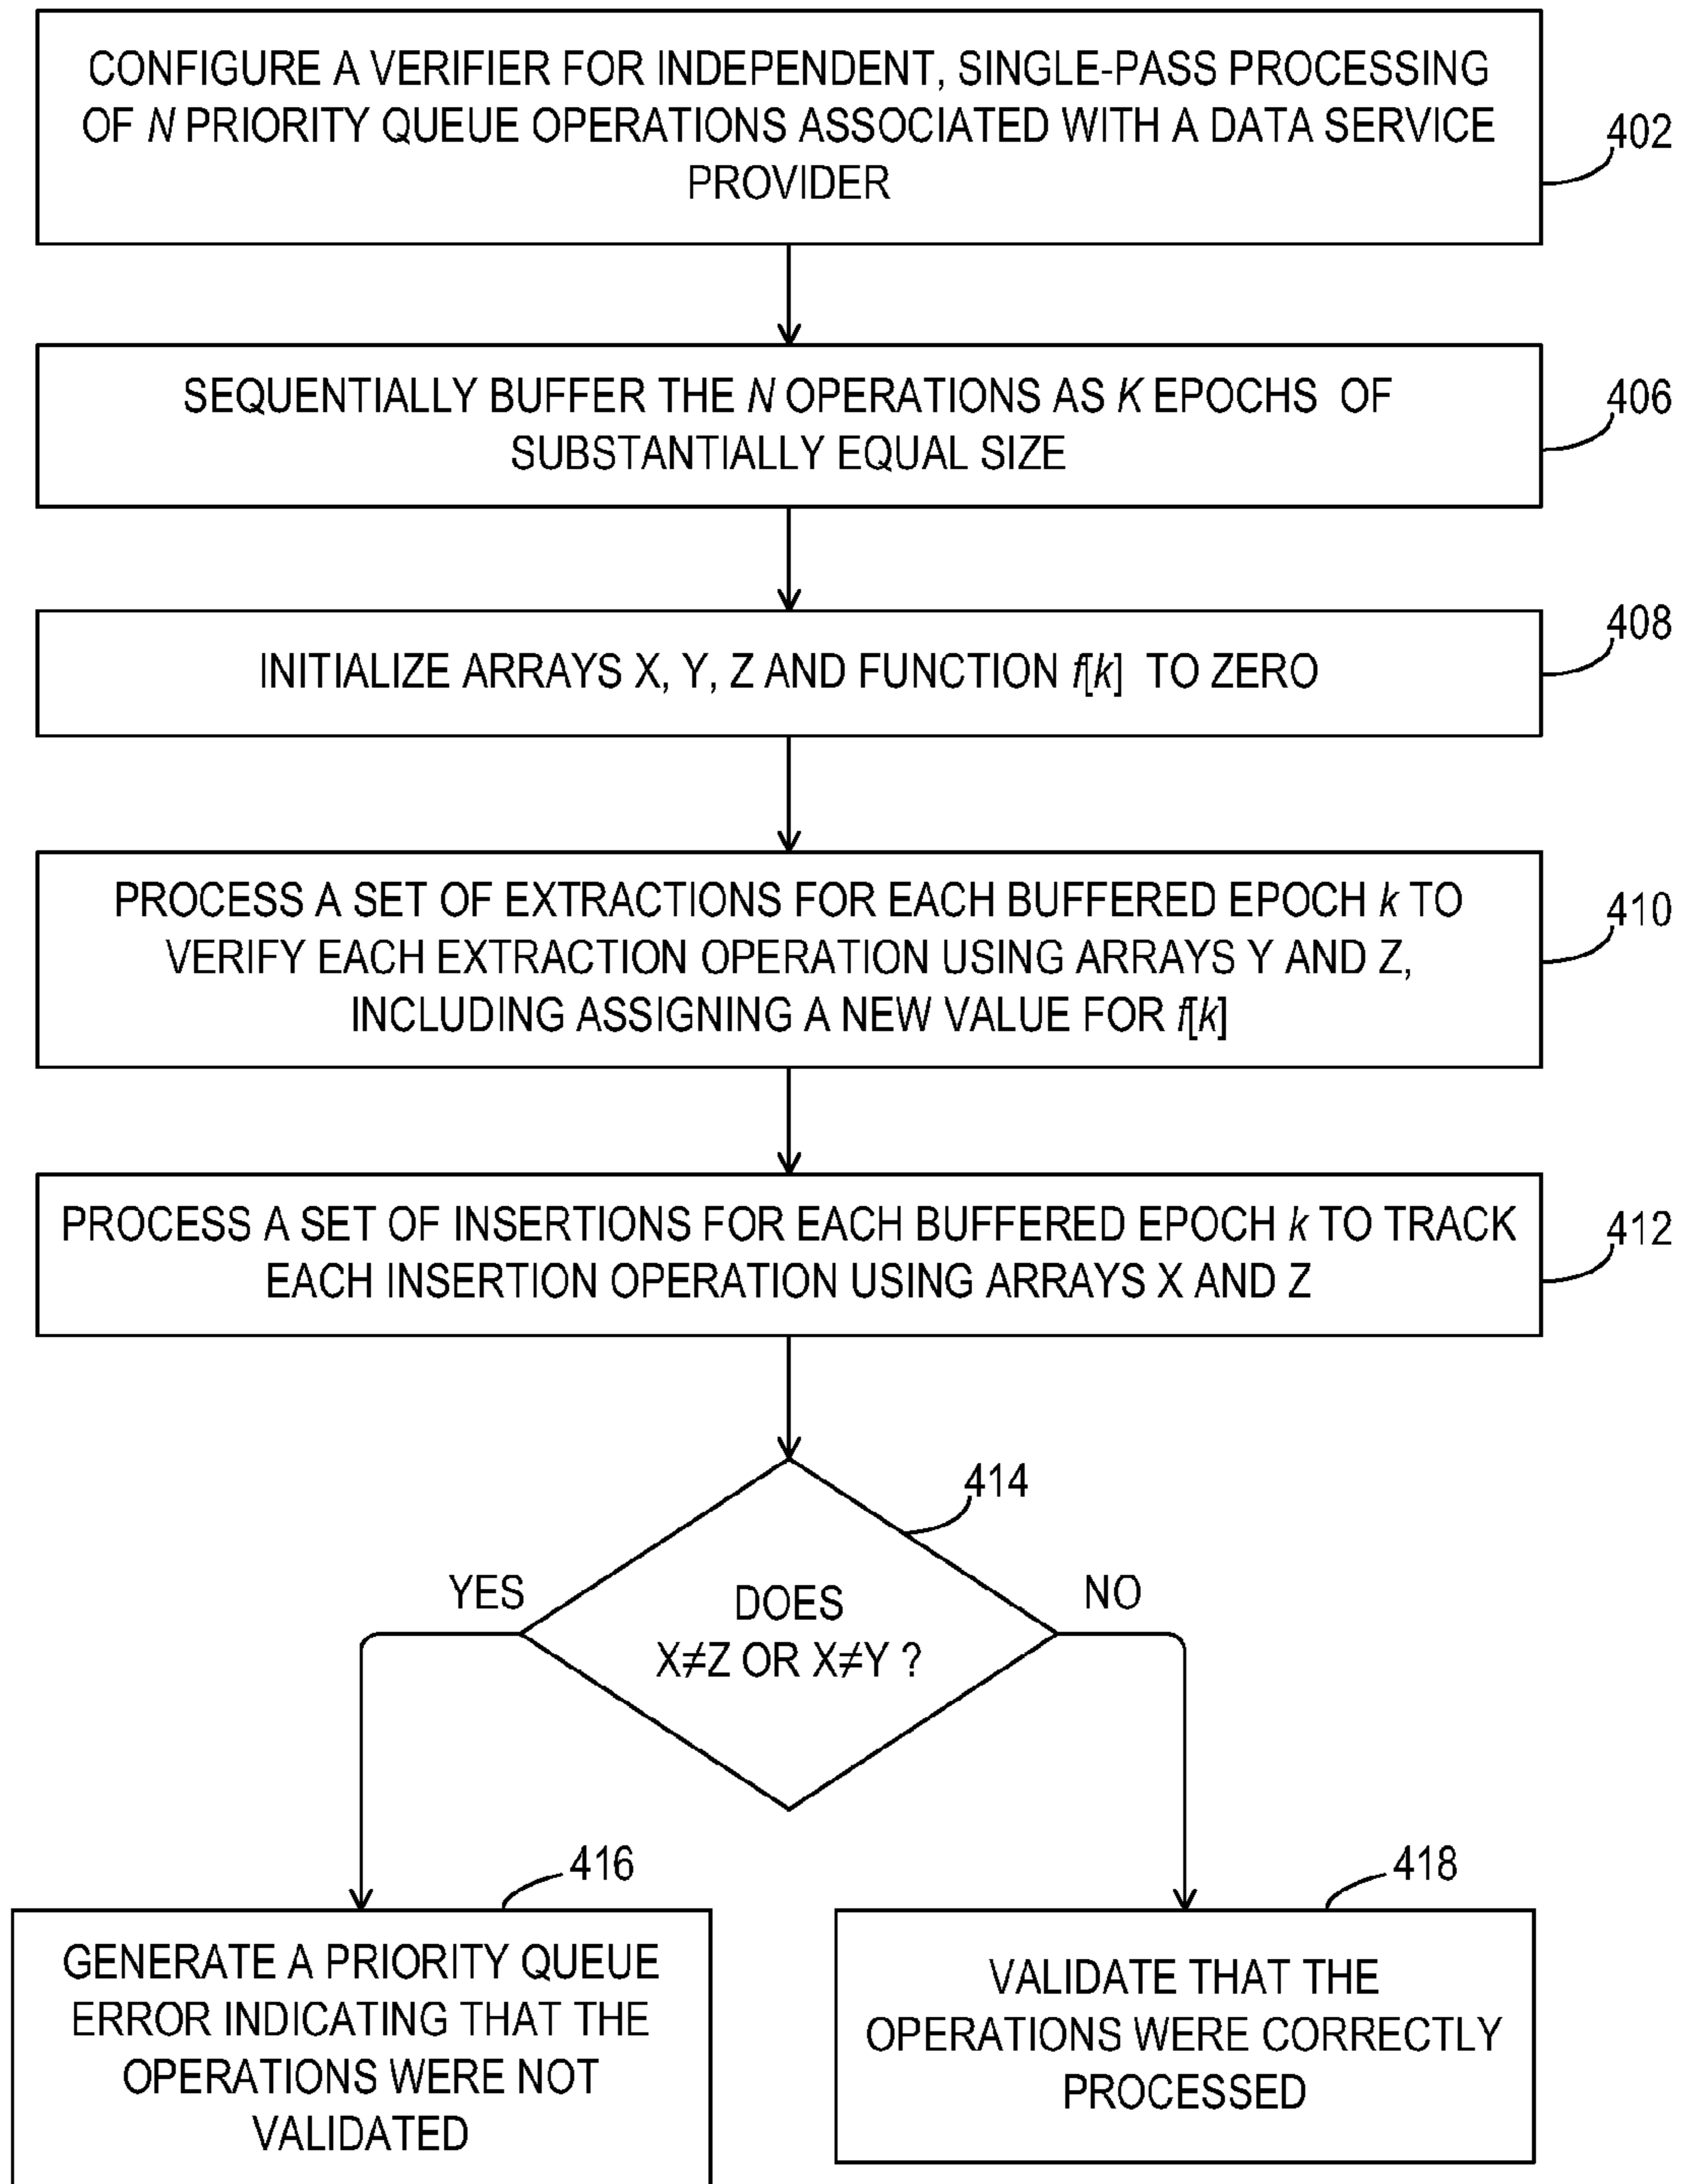 CONFIGURE A VERIFIER FOR INDEPENDENT, SINGLE-PASS PROCESSING
OF N PRIORITY QUEUE OPERATIONS ASSOCIATED WITH A DATA SERVICE
PROVIDER
402
SEQUENTIALLY BUFFER THE N OPERATIONS AS K EPOCHS OF
SUBSTANTIALLY EQUAL SIZE
406
INITIALIZE ARRAYS X, Y, Z AND FUNCTION f[k] TO ZERO
408
PROCESS A SET OF EXTRACTIONS FOR EACH BUFFERED EPOCH k TO
VERIFY EACH EXTRACTION OPERATION USING ARRAYS Y AND Z,
INCLUDING ASSIGNING A NEW VALUE FOR f[k]
410
PROCESS A SET OF INSERTIONS FOR EACH BUFFERED EPOCH k TO TRACK
EACH INSERTION OPERATION USING ARRAYS X AND Z
412
414
YES
DOES
X≠Z OR X≠Y ?
NO
416
GENERATE A PRIORITY QUEUE
ERROR INDICATING THAT THE
OPERATIONS WERE NOT
VALIDATED
418
VALIDATE THAT THE
OPERATIONS WERE CORRECTLY
PROCESSED